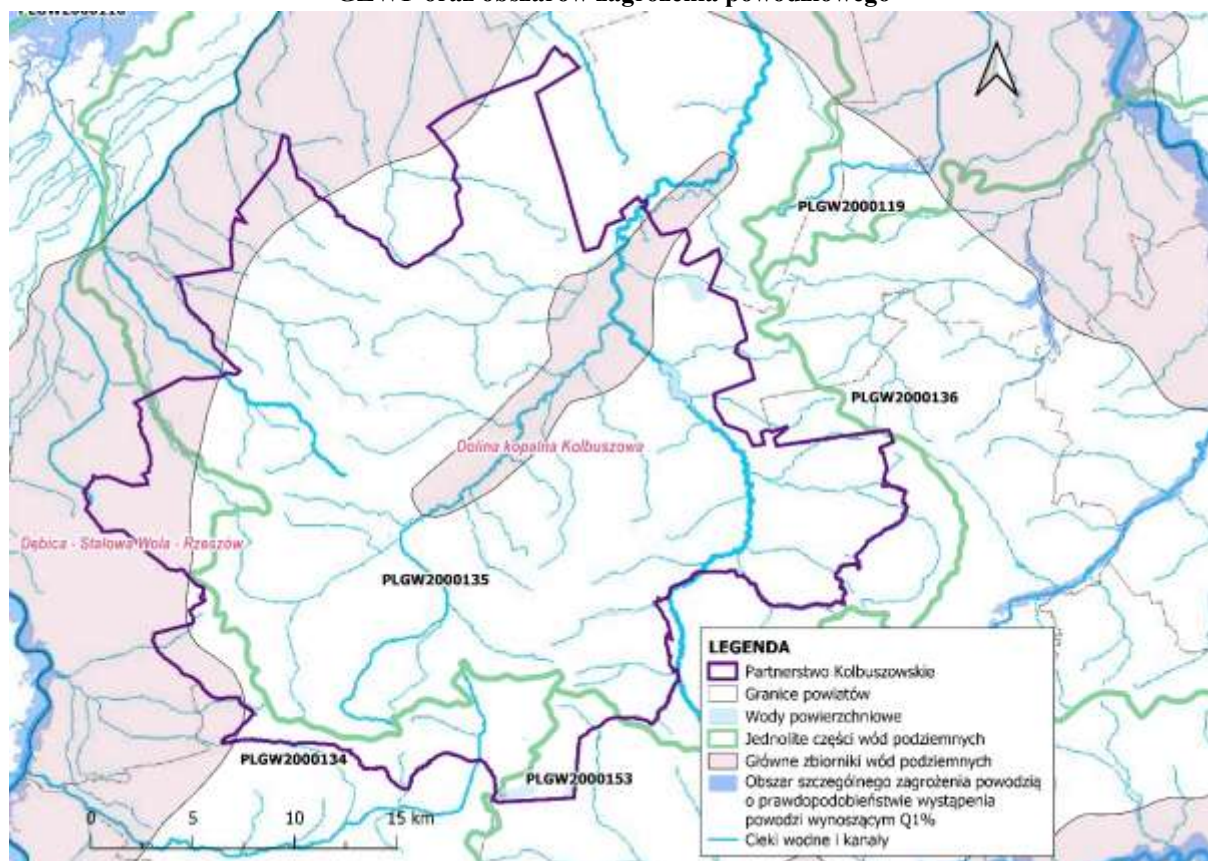 GZWP oraz obszarów zagrożenia powodziowego
PLGW2000119
PLGW2000136
Dolina kopalna Kolbuszowa
Dębica - Stalowa Wola - Rzeszów
PLGW2000135
PLGW2000134
PLGW2000153
0 5 10 15 km
LEGENDA
Partnerstwo Kolbuszowskie
Granice powiatów
Wody powierzchniowe
Jednolite części wód podziemnych
Główne zbiorniki wód podziemnych
Obszar szczególnego zagrożenia powodzią
o prawdopodobieństwie wystąpenia
powodzi wynoszącym Q1%
Cieki wodne i kanały